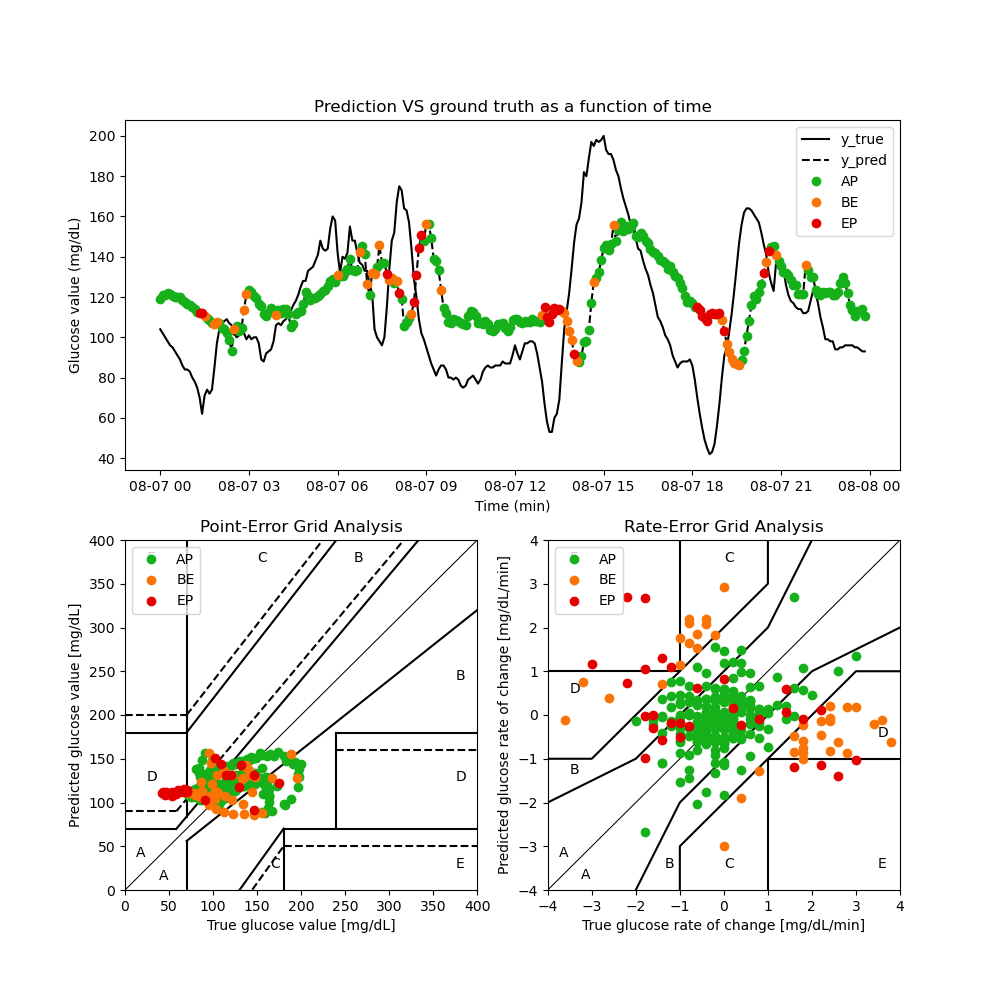 Prediction VS ground truth as a function of time
Glucose value (mg/dL)
200
180
160
140
120
100
80
60
40
y_true
y_pred
AP
BE
EP
08-07 00 08-07 03 08-07 06 08-07 09 08-07 12 08-07 15 08-07 18 08-07 21 08-08 00
Time (min)
Point-Error Grid Analysis
Predicted glucose value [mg/dL]
400
350
300
250
200
150
100
50
0
AP
BE
EP
C
B
B
D
D
A
A
C
E
0 50 100 150 200 250 300 350 400
True glucose value [mg/dL]
Rate-Error Grid Analysis
Predicted glucose rate of change [mg/dL/min]
4
3
2
1
0
−1
−2
−3
−4
AP
BE
EP
C
D
D
B
A
A
B
C
E
−4 −3 −2 −1 0 1 2 3 4
True glucose rate of change [mg/dL/min]